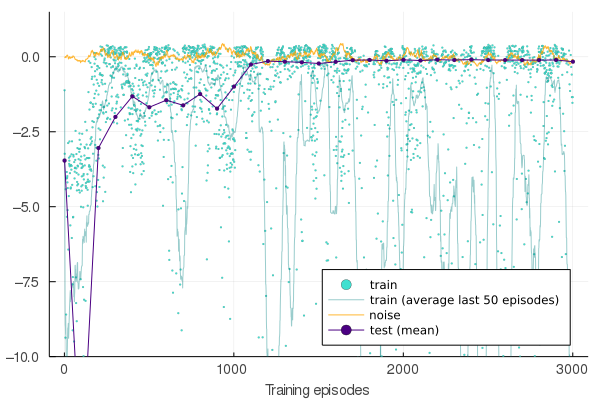 0.0
−2.5
−5.0
−7.5
−10.0
train
train (average last 50 episodes)
noise
test (mean)
0 1000 2000 3000
Training episodes